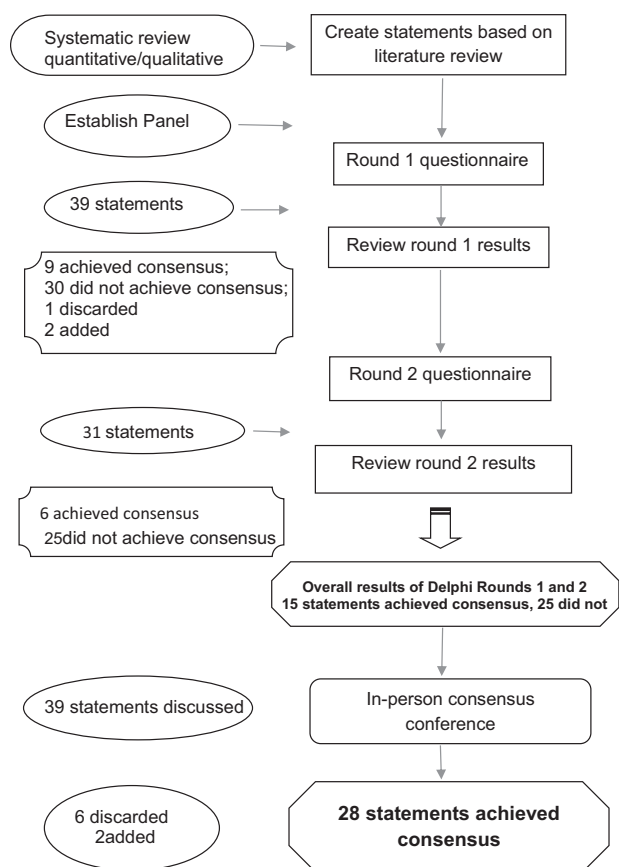 Systematic review
quantitative/qualitative
Create statements based on
literature review
Establish Panel
Round 1 questionnaire
39 statements
Review round 1 results
9 achieved consensus;
30 did not achieve consensus;
1 discarded
2 added
Round 2 questionnaire
31 statements
Review round 2 results
6 achieved consensus
25did not achieve consensus
Overall results of Delphi Rounds 1 and 2
15 statements achieved consensus, 25 did not
39 statements discussed
In-person consensus
conference
6 discarded
2added
28 statements achieved
consensus